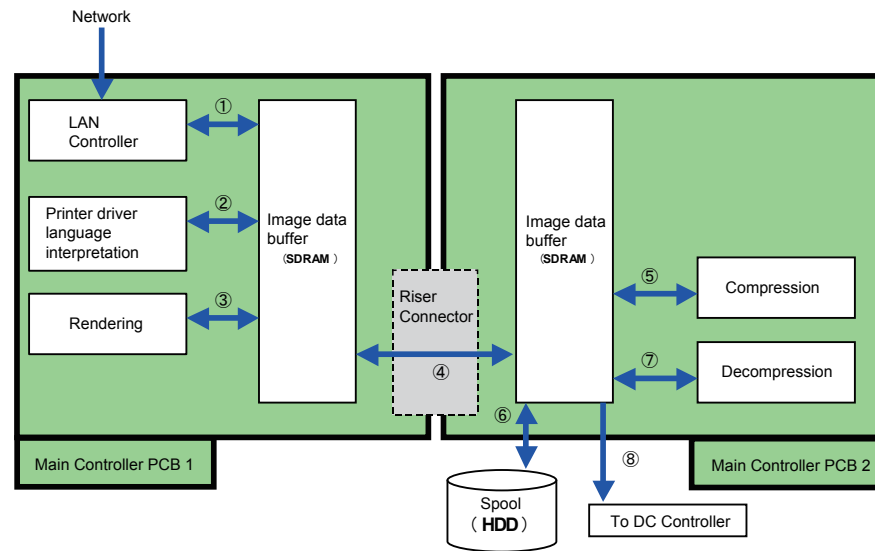 Network
①
LAN
Controller
②
Printer driver
language
interpretation
③
Rendering
Image data
buffer
(SDRAM)
Riser
Connector
④
Image data
buffer
(SDRAM)
⑤
Compression
⑦
Decompression
⑥
⑧
Main Controller PCB 1
Main Controller PCB 2
Spool
(HDD)
To DC Controller